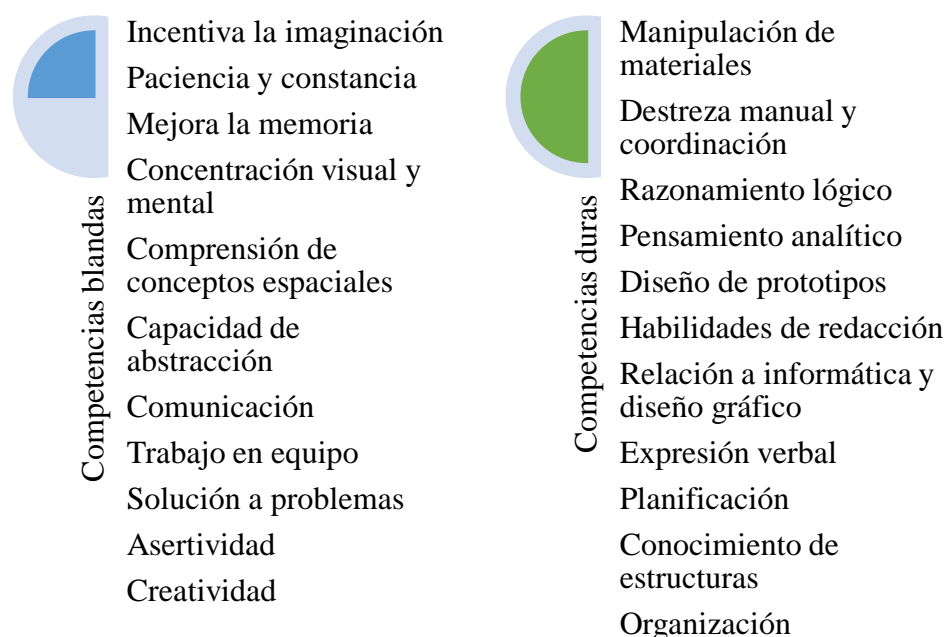 Competencias blandas
Incentiva la imaginación
Paciencia y constancia
Mejora la memoria
Concentración visual y
mental
Comprensión de
conceptos espaciales
Capacidad de
abstracción
Comunicación
Trabajo en equipo
Solución a problemas
Asertividad
Creatividad
Competencias duras
Manipulación de
materiales
Destreza manual y
coordinación
Razonamiento lógico
Pensamiento analítico
Diseño de prototipos
Habilidades de redacción
Relación a informática y
diseño gráfico
Expresión verbal
Planificación
Conocimiento de
estructuras
Organización